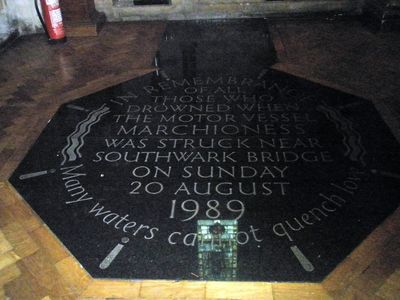 IN REMEMBRANCE
OF ALL
THOSE WHO
DROWNED WHEN
THE MOTOR VESSEL
MARCHIONESS
WAS STRUCK NEAR
SOUTHWARK BRIDGE
ON SUNDAY
20 AUGUST
1989
Many waters cannot quench love